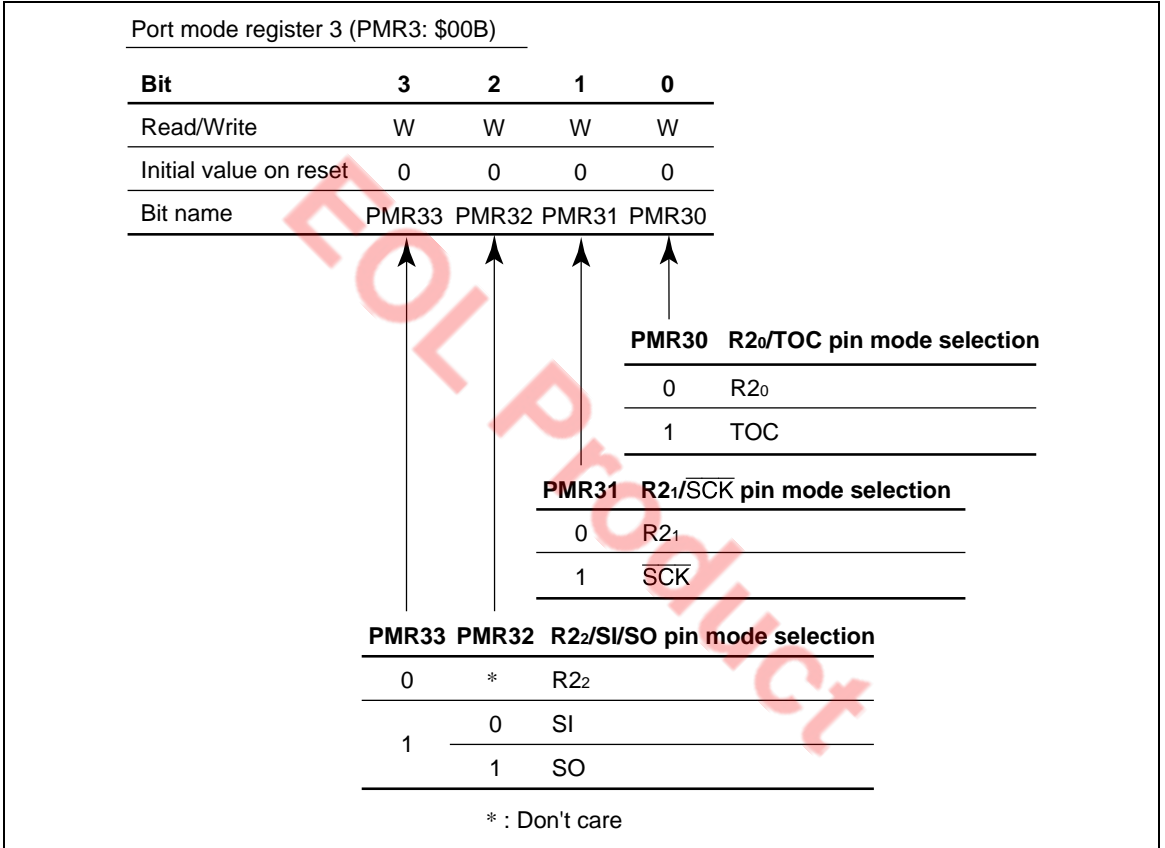 Port mode register 3 (PMR3: $00B)
Bit 3 2 1 0
Read/Write W W W W
Initial value on reset 0 0 0 0
Bit name PMR33 PMR32 PMR31 PMR30
PMR30 R2₀/TOC pin mode selection
0 R2₀
1 TOC
PMR31 R2₁/S̅C̅K̅ pin mode selection
0 R2₁
1 S̅C̅K̅
PMR33 PMR32 R2₂/SI/SO pin mode selection
0 * R2₂
1 0 SI
1 SO
* : Don't care
EOL Product